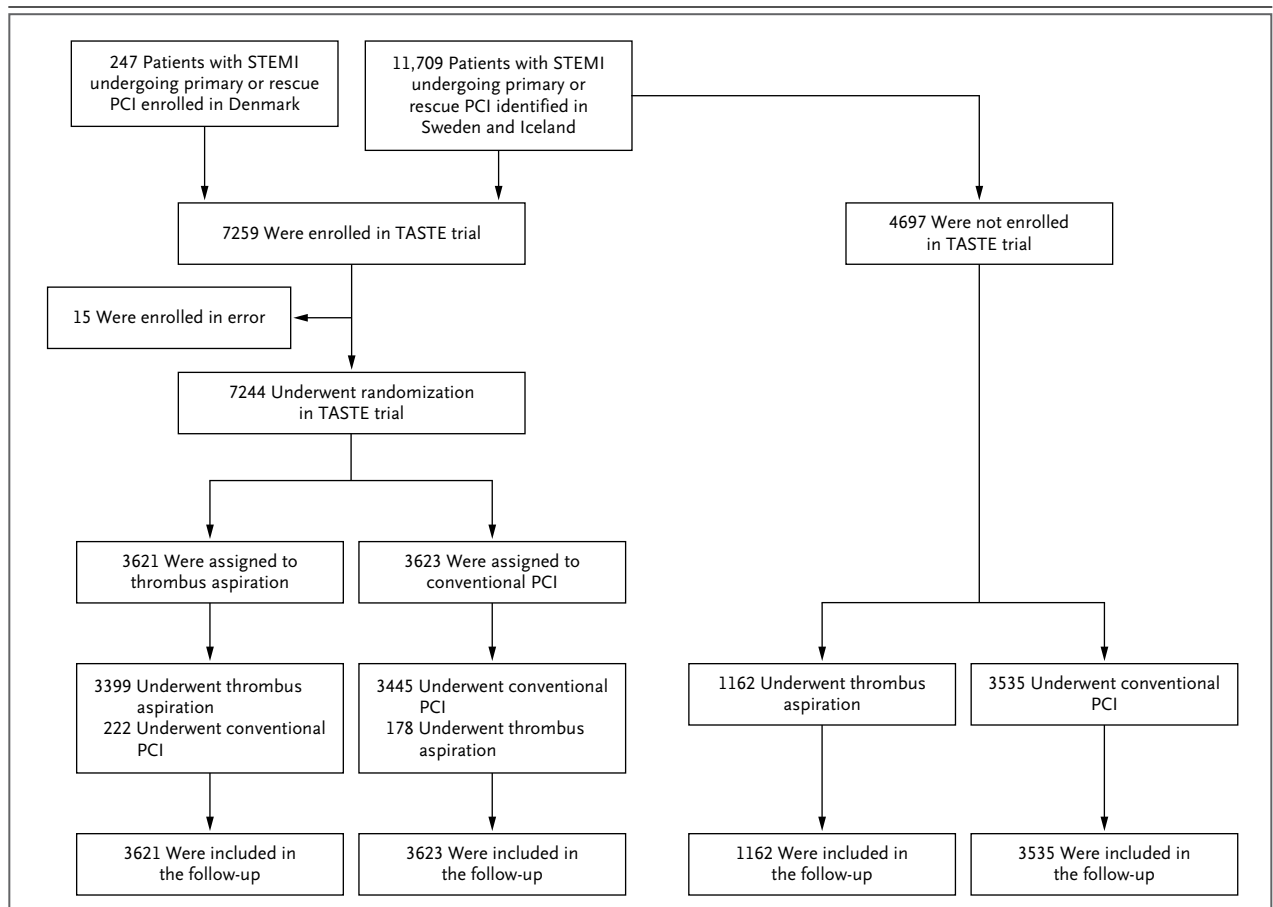 247 Patients with STEMI
undergoing primary or rescue
PCI enrolled in Denmark
11,709 Patients with STEMI
undergoing primary or
rescue PCI identified in
Sweden and Iceland
7259 Were enrolled in TASTE trial
4697 Were not enrolled
in TASTE trial
15 Were enrolled in error
7244 Underwent randomization
in TASTE trial
3621 Were assigned to
thrombus aspiration
3623 Were assigned to
conventional PCI
3399 Underwent thrombus
aspiration
222 Underwent conventional
PCI
3445 Underwent conventional
PCI
178 Underwent thrombus
aspiration
1162 Underwent thrombus
aspiration
3535 Underwent conventional
PCI
3621 Were included in
the follow-up
3623 Were included in
the follow-up
1162 Were included in
the follow-up
3535 Were included in
the follow-up